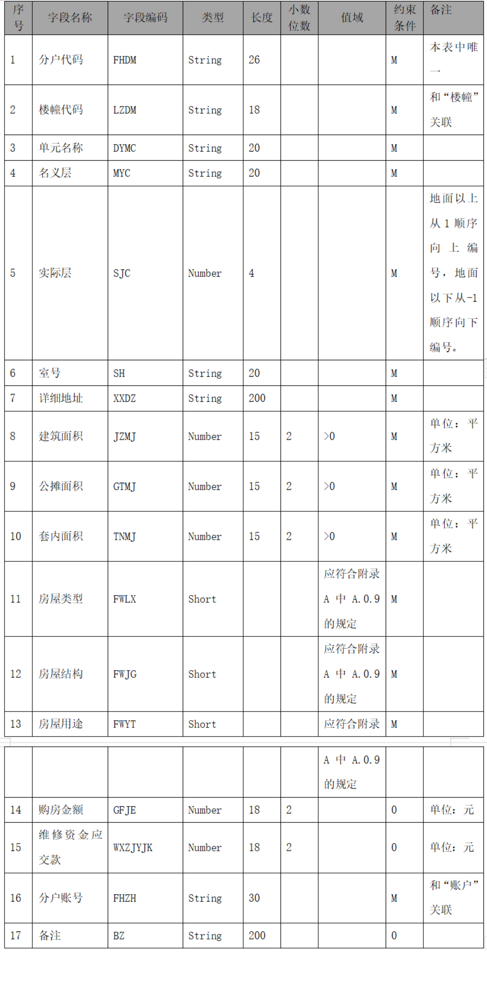 序号 字段名称 字段编码 类型 长度 小数位数 值域 约束条件 备注
1 分户代码 FHDM String 26 M 本表中唯一
2 楼幢代码 LZDM String 18 M 和“楼幢”关联
3 单元名称 DYMC String 20 M
4 名义层 MYC String 20 M
5 实际层 SJC Number 4 M 地面以上从1顺序向上编号，地面以下从-1顺序向下编号。
6 室号 SH String 20 M
7 详细地址 XXDZ String 200 M
8 建筑面积 JZMJ Number 15 2 >0 M 单位：平方米
9 公摊面积 GTMJ Number 15 2 >0 M 单位：平方米
10 套内面积 TNMJ Number 15 2 >0 M 单位：平方米
11 房屋类型 FWLX Short 应符合附录A中A.0.9的规定 M
12 房屋结构 FWJG Short 应符合附录A中A.0.9的规定 M
13 房屋用途 FWYT Short 应符合附录 M
A中A.0.9的规定
14 购房金额 GFJE Number 18 2 O 单位：元
15 维修资金应交款 WXZJYJK Number 18 2 O 单位：元
16 分户账号 FHZH String 30 M 和“账户”关联
17 备注 BZ String 200 O